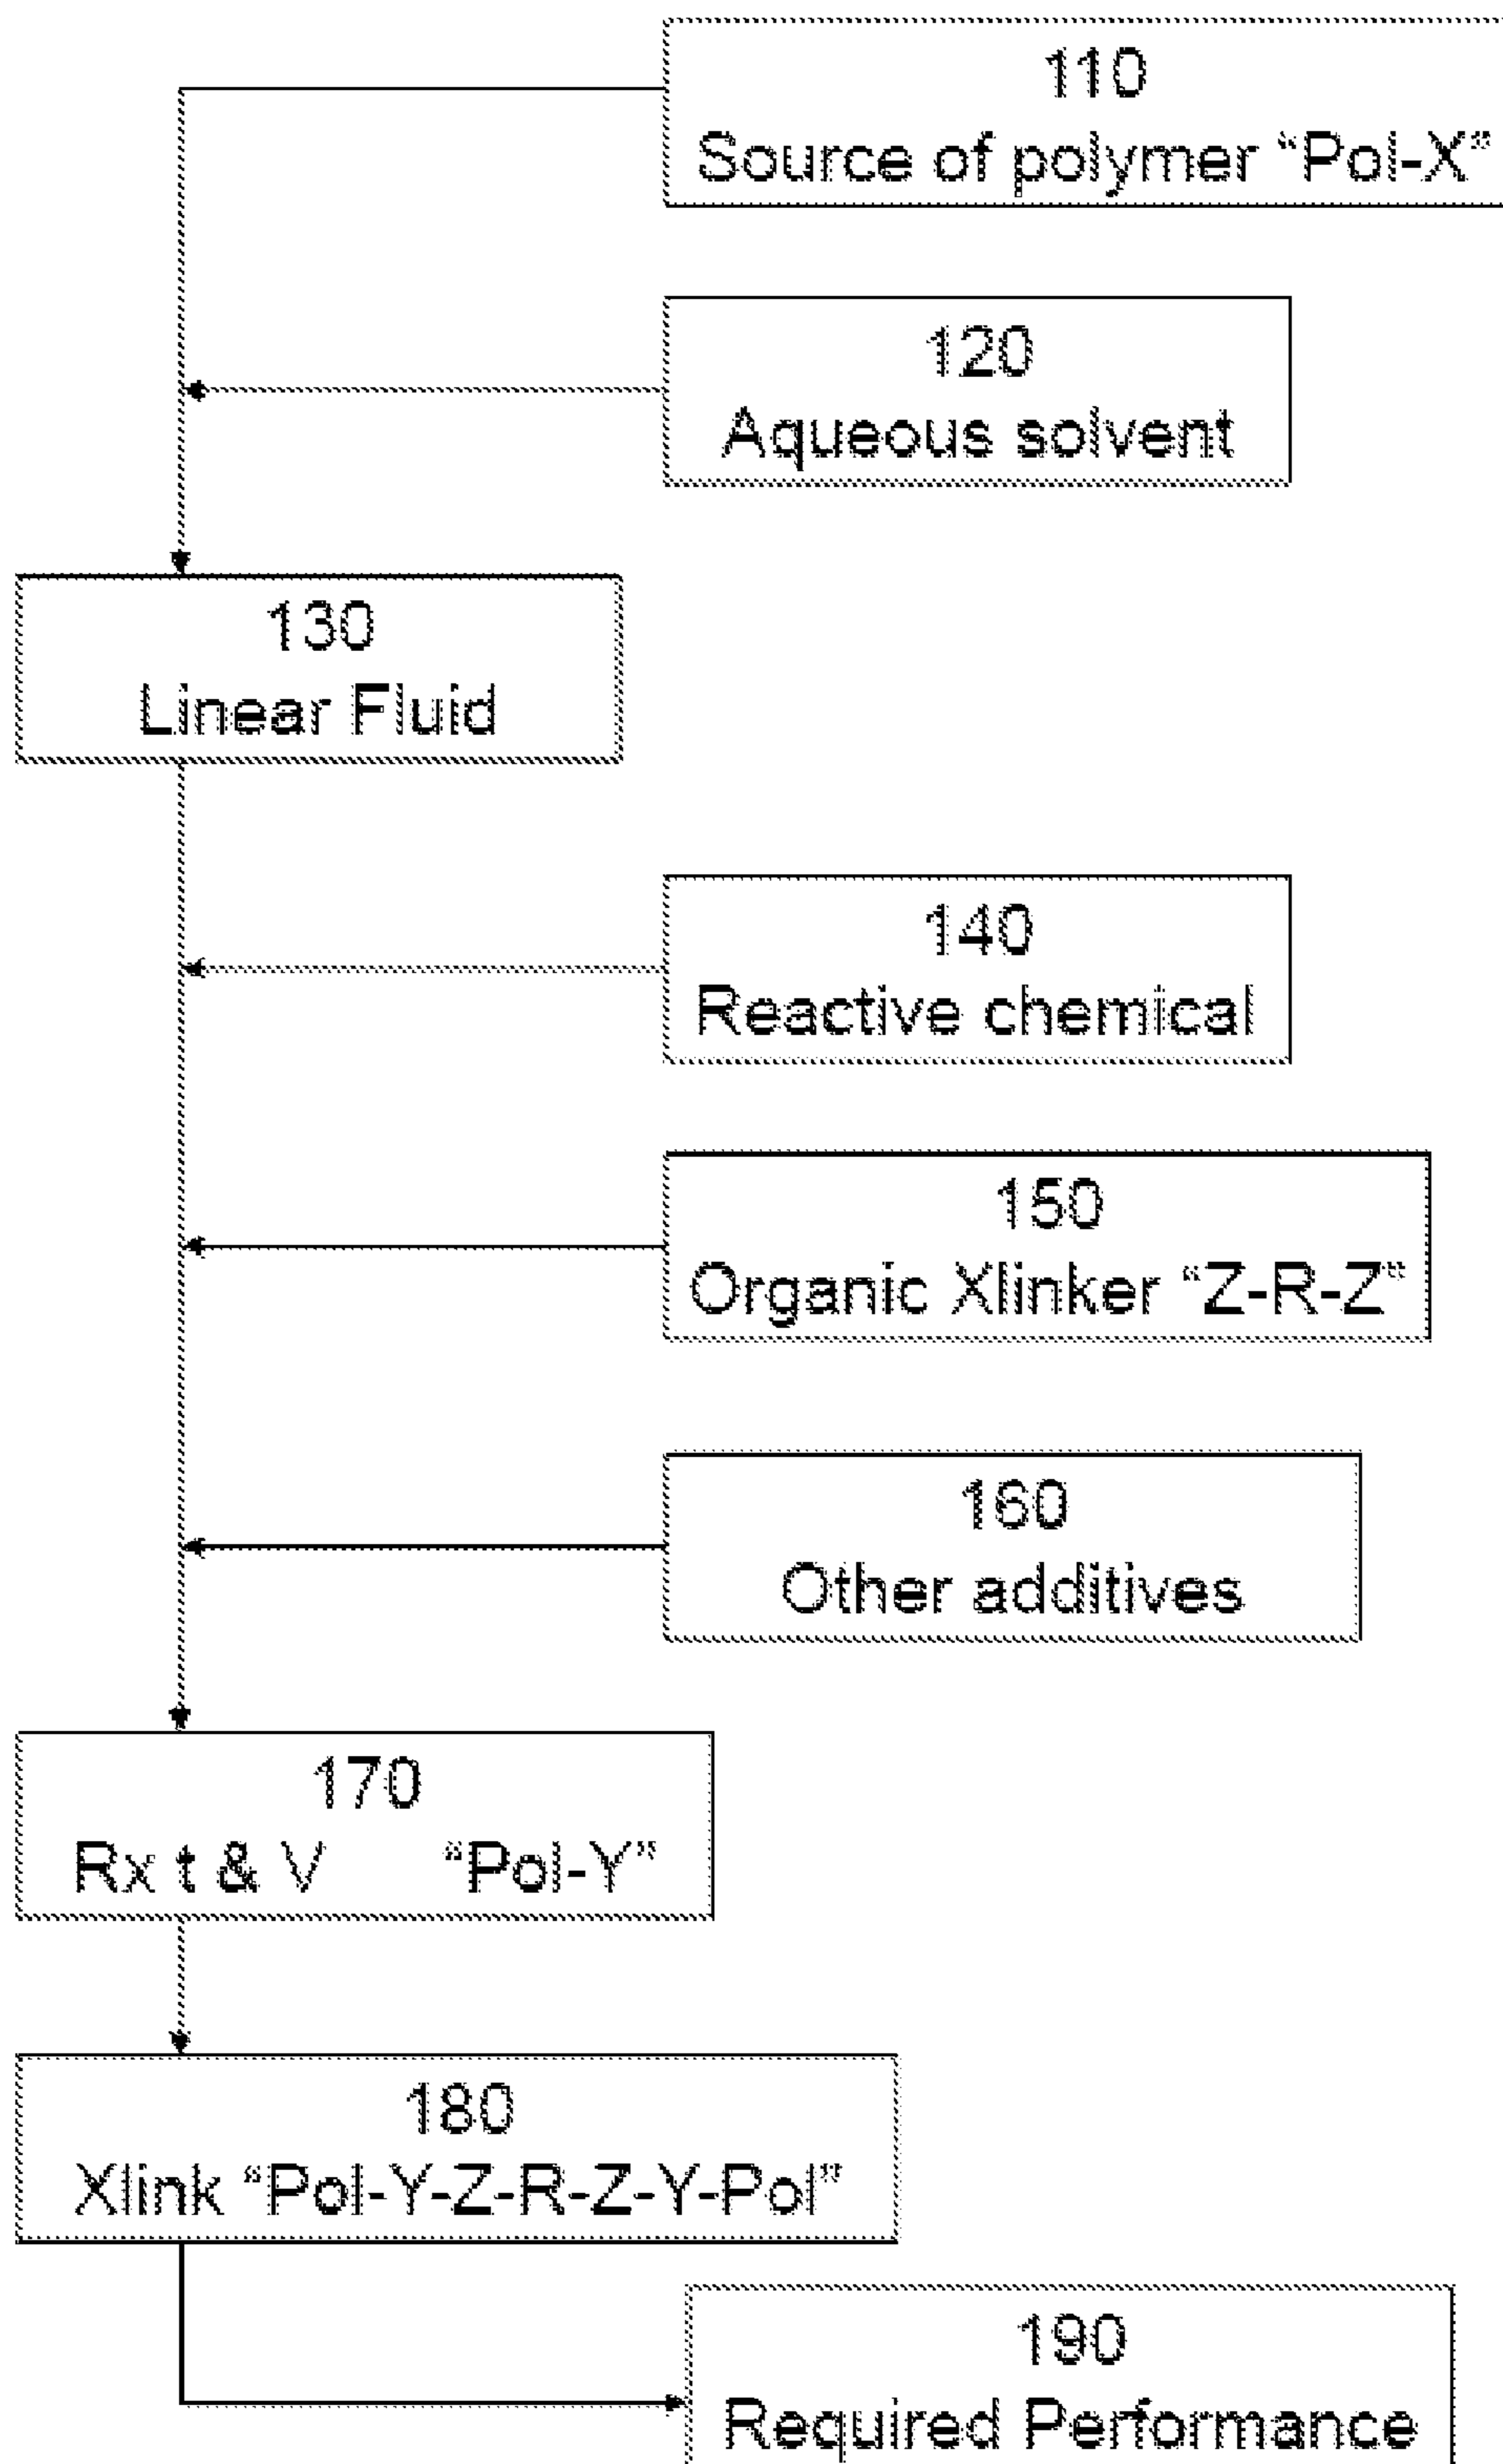 110
Source of polymer “Pol-X”
120
Aqueous solvent
130
Linear Fluid
140
Reactive chemical
150
Organic Xlinker “Z-R-Z”
160
Other additives
170
Rx t & V “Pol-Y”
180
Xlink “Pol-Y-Z-R-Z-Y-Pol”
190
Required Performance